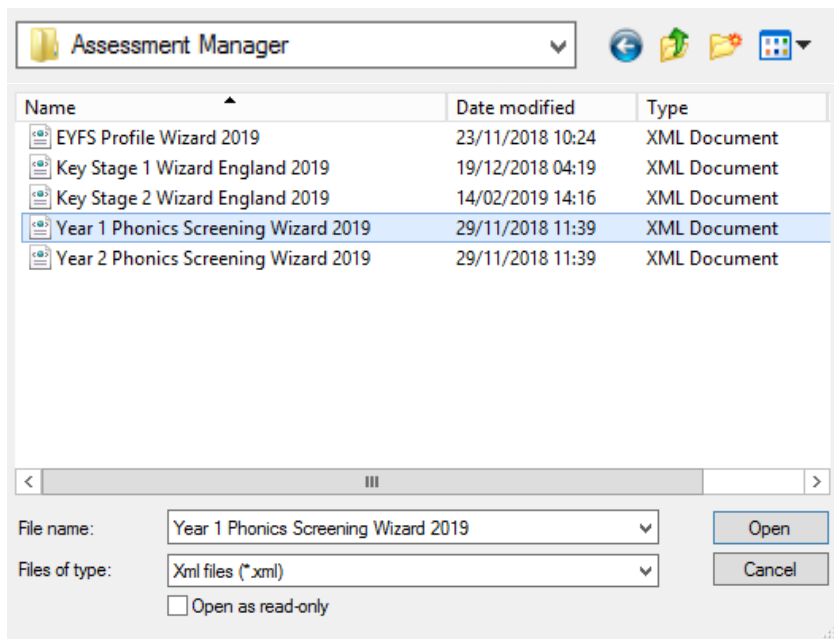 Assessment Manager
Name Date modified Type
EYFS Profile Wizard 2019 23/11/2018 10:24 XML Document
Key Stage 1 Wizard England 2019 19/12/2018 04:19 XML Document
Key Stage 2 Wizard England 2019 14/02/2019 14:16 XML Document
Year 1 Phonics Screening Wizard 2019 29/11/2018 11:39 XML Document
Year 2 Phonics Screening Wizard 2019 29/11/2018 11:39 XML Document
File name: Year 1 Phonics Screening Wizard 2019 Open
Files of type: Xml files (*.xml) Cancel
Open as read-only